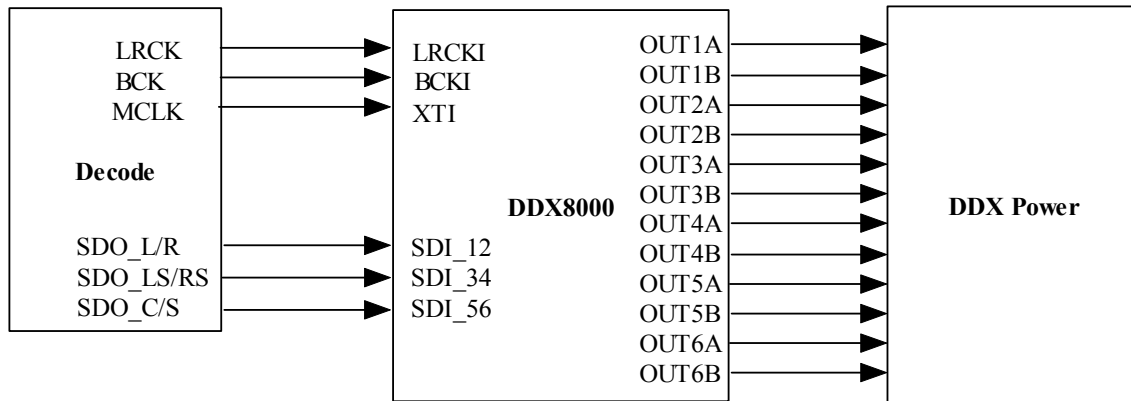 LRCK
BCK
MCLK
Decode
SDO_L/R
SDO_LS/RS
SDO_C/S
LRCKI
BCKI
XTI
DDX8000
SDI_12
SDI_34
SDI_56
OUT1A
OUT1B
OUT2A
OUT2B
OUT3A
OUT3B
OUT4A
OUT4B
OUT5A
OUT5B
OUT6A
OUT6B
DDX Power